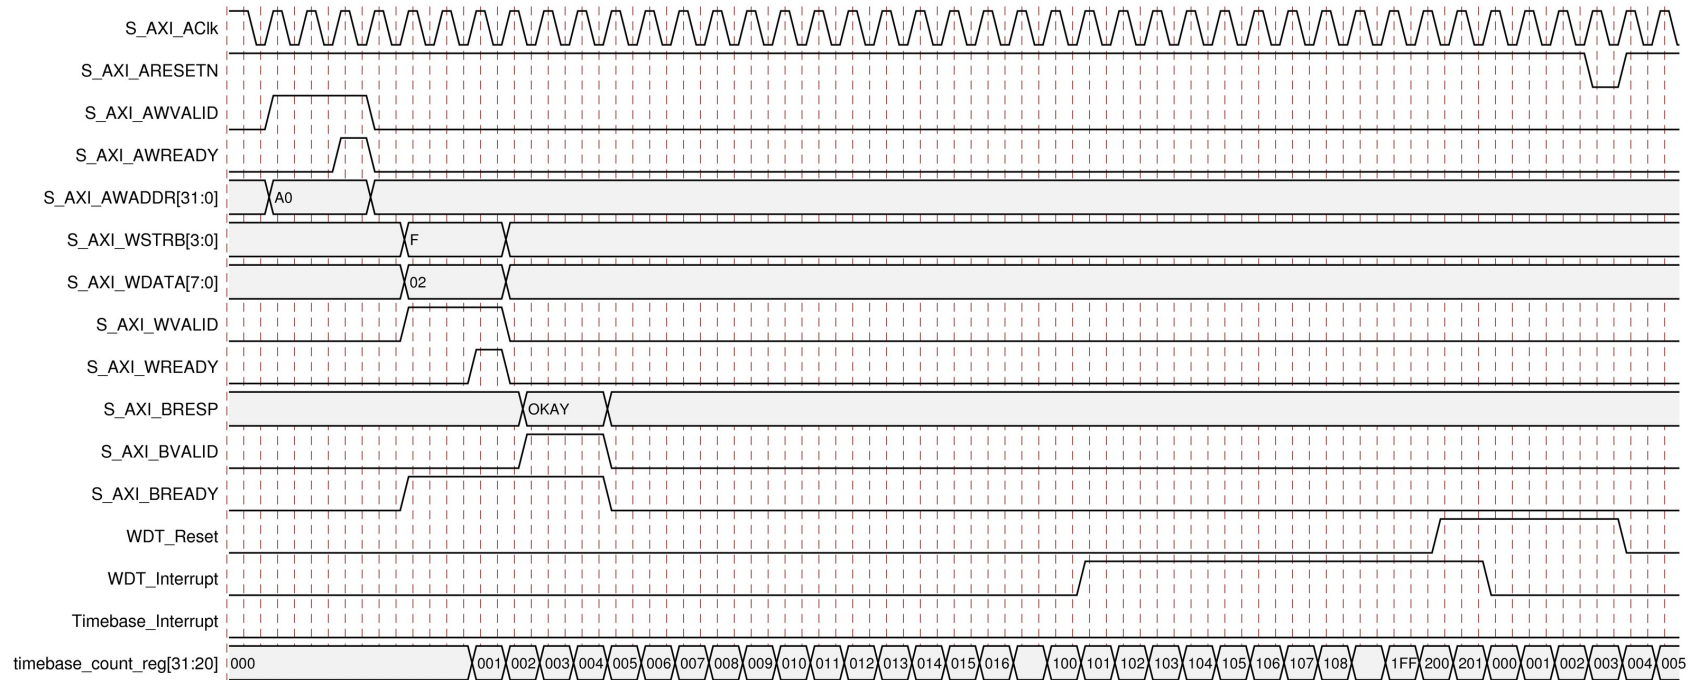 S_AXI_AClk
S_AXI_ARESETN
S_AXI_AWVALID
S_AXI_AWREADY
S_AXI_AWADDR[31:0] A0
S_AXI_WSTRB[3:0] F
S_AXI_WDATA[7:0] 02
S_AXI_WVALID
S_AXI_WREADY
S_AXI_BRESP OKAY
S_AXI_BVALID
S_AXI_BREADY
WDT_Reset
WDT_Interrupt
Timebase_Interrupt
timebase_count_reg[31:20] 000 001 002 003 004 005 006 007 008 009 010 011 012 013 014 015 016 100 101 102 103 104 105 106 107 108 1FF 200 201 000 001 002 003 004 005